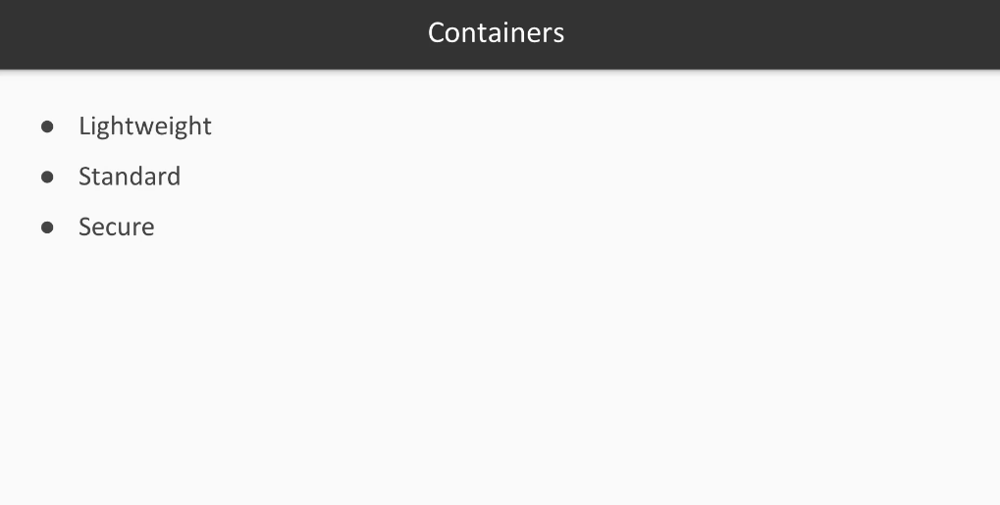 Containers
● Lightweight
● Standard
● Secure